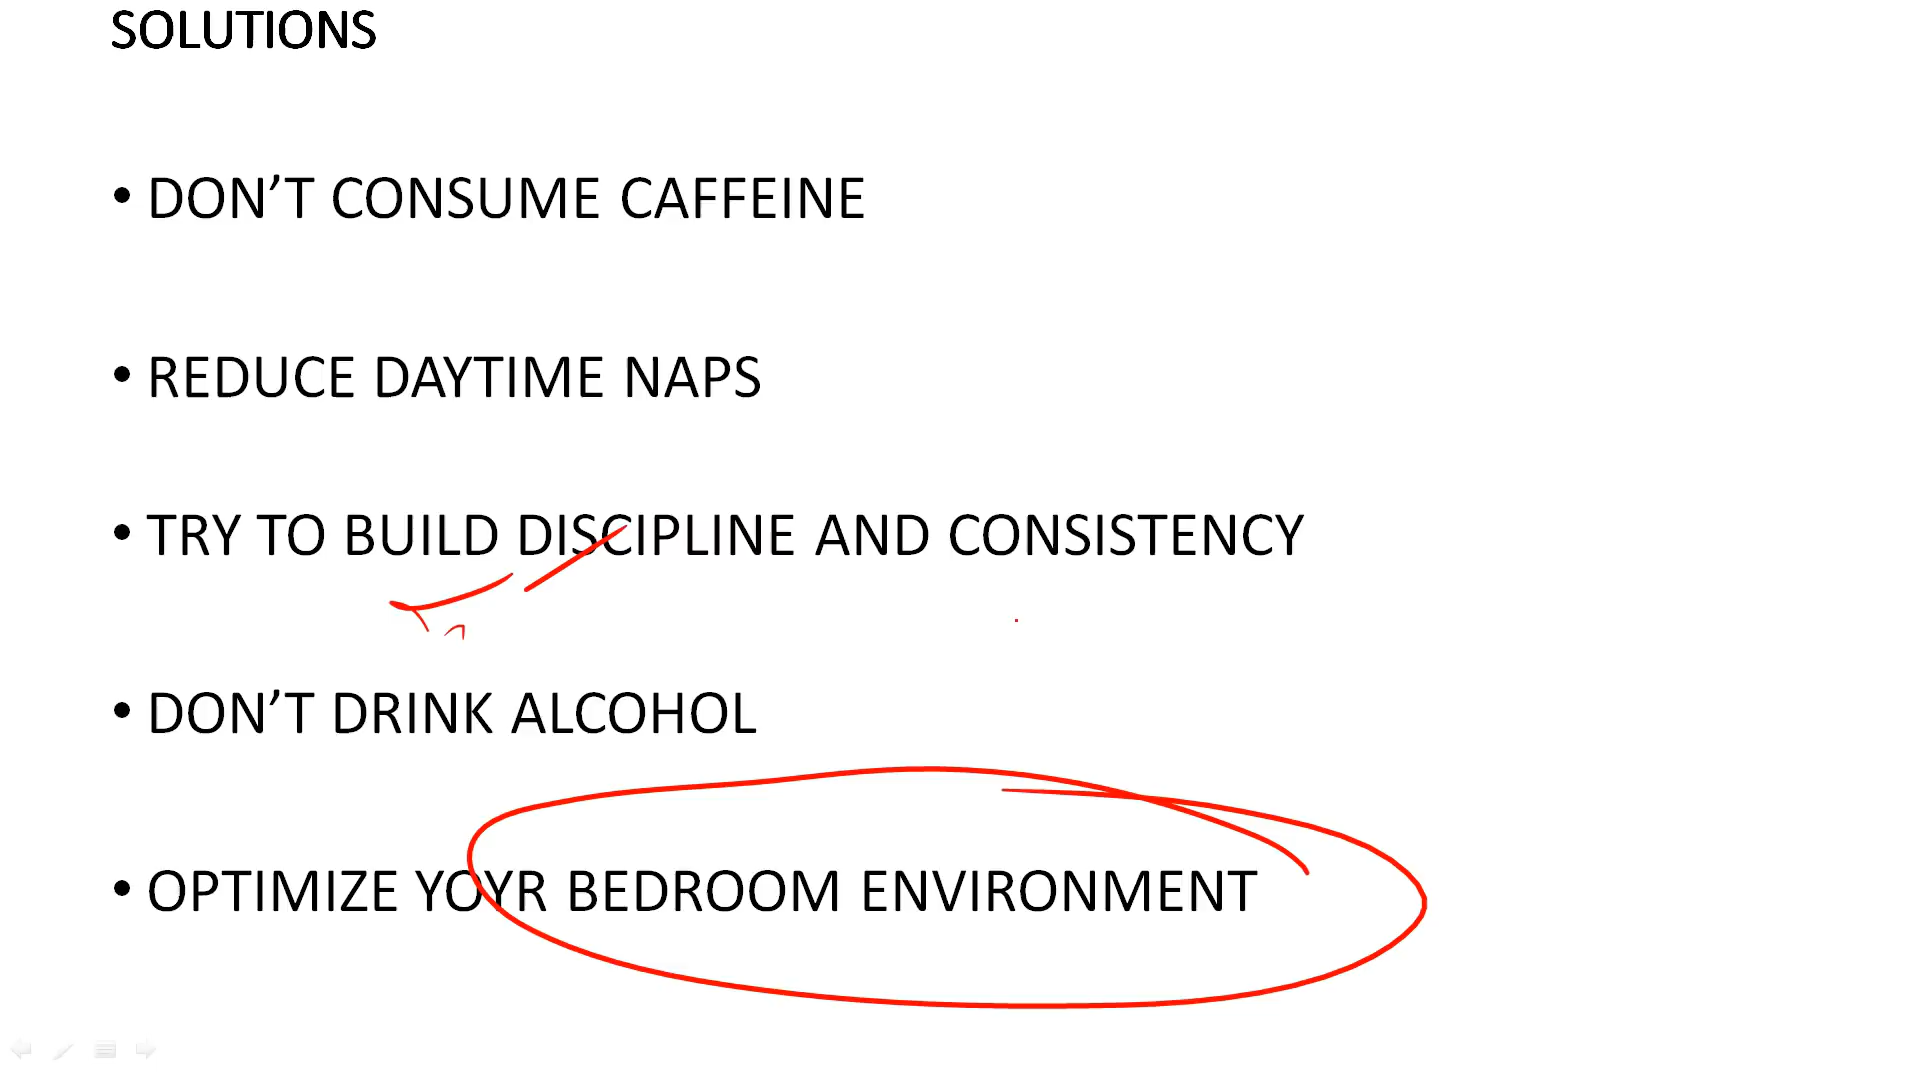 SOLUTIONS
• DON’T CONSUME CAFFEINE
• REDUCE DAYTIME NAPS
• TRY TO BUILD DISCIPLINE AND CONSISTENCY
• DON’T DRINK ALCOHOL
• OPTIMIZE YOYR BEDROOM ENVIRONMENT